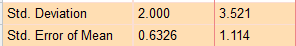 Std. Deviation 2.000 3.521
Std. Error of Mean 0.6326 1.114